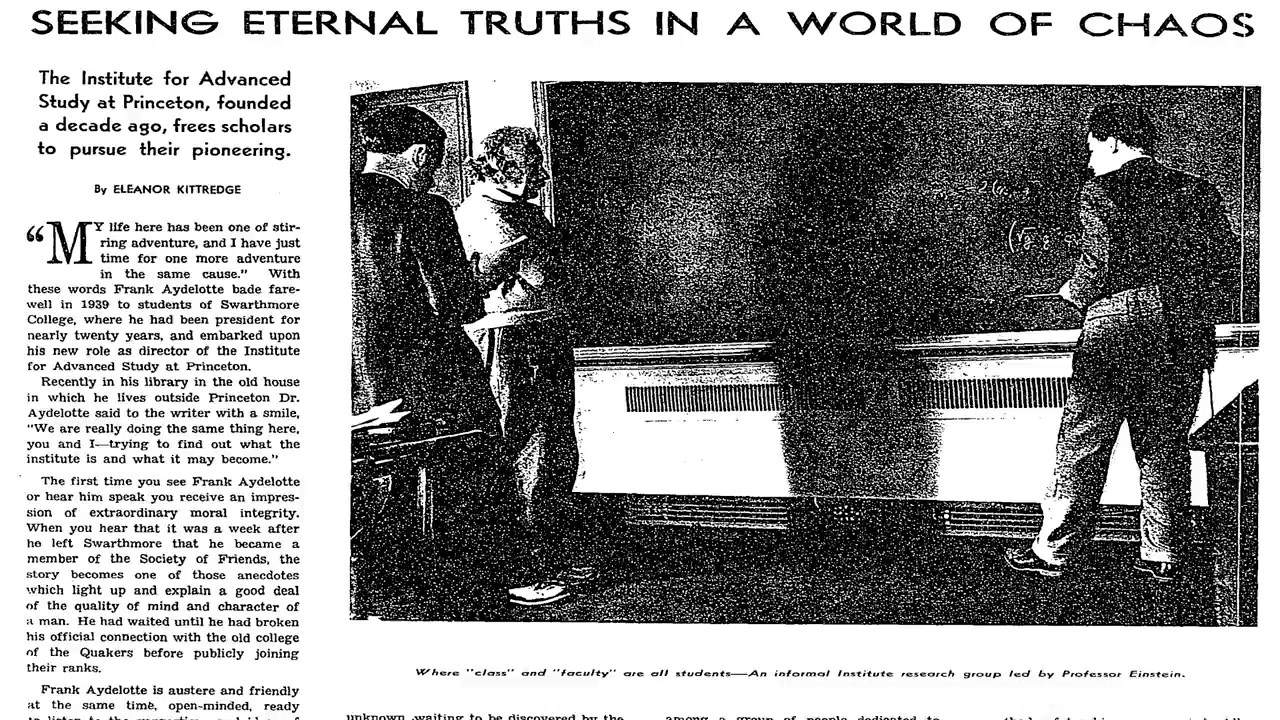 SEEKING ETERNAL TRUTHS IN A WORLD OF CHAOS
The Institute for Advanced
Study at Princeton, founded
a decade ago, frees scholars
to pursue their pioneering.
By ELEANOR KITTREDGE
"MY life here has been one of stir-
ring adventure, and I have just
time for one more adventure
in the same cause." With
these words Frank Aydelotte bade fare-
well in 1939 to students of Swarthmore
College, where he had been president for
nearly twenty years, and embarked upon
his new role as director of the Institute
for Advanced Study at Princeton.
Recently in his library in the old house
in which he lives outside Princeton Dr.
Aydelotte said to the writer with a smile,
"We are really doing the same thing here,
you and I—trying to find out what the
institute is and what it may become."
The first time you see Frank Aydelotte
or hear him speak you receive an impres-
sion of extraordinary moral integrity.
When you hear that it was a week after
he left Swarthmore that he became a
member of the Society of Friends, the
story becomes one of those anecdotes
which light up and explain a good deal
of the quality of mind and character of
a man. He had waited until he had broken
his official connection with the old college
of the Quakers before publicly joining
their ranks.
Frank Aydelotte is austere and friendly
at the same time, open-minded, ready
Where "class" and "faculty" are all students—An informal Institute research group led by Professor Einstein.
unknown waiting to be discovered by the
among a group of people dedicated to